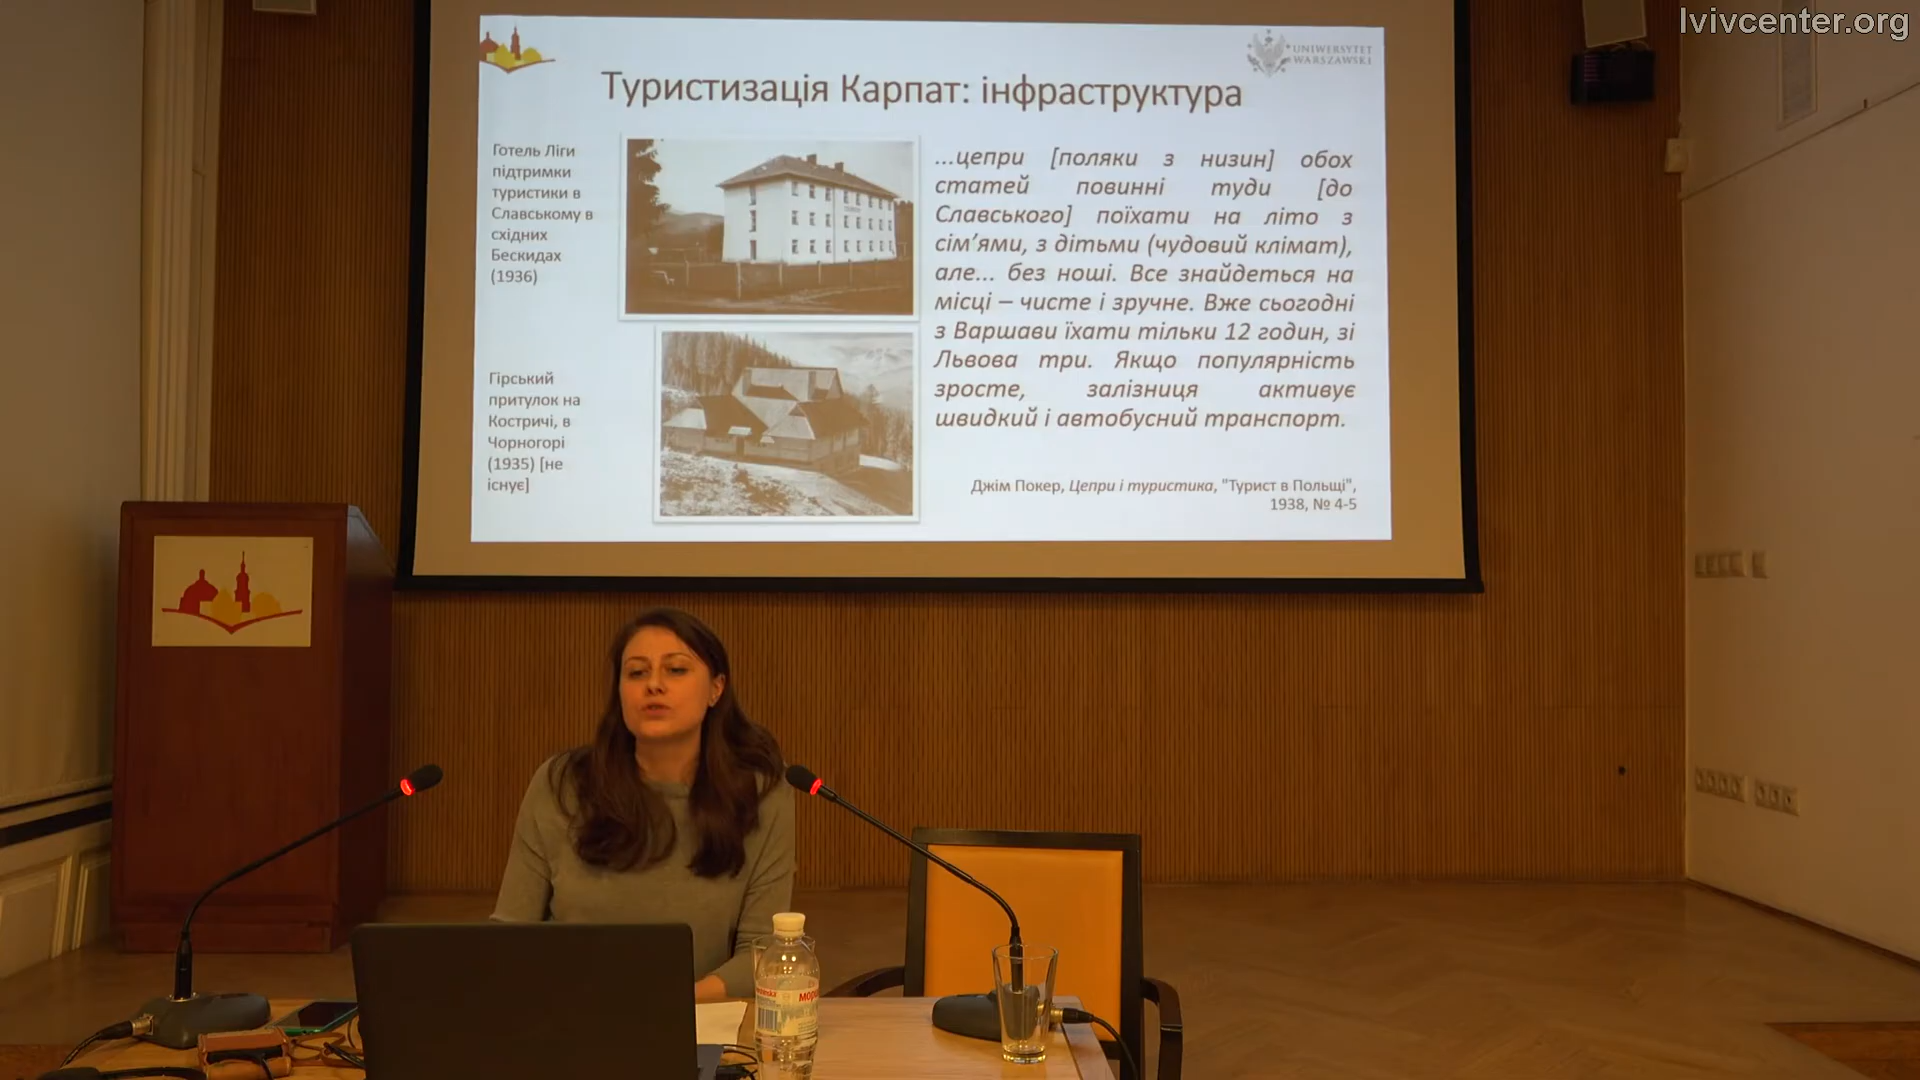 lvivcenter.org
UNIWERSYTET
WARSZAWSKI
Туристизація Карпат: інфраструктура
Готель Ліги
підтримки
туристики в
Славському в
східних
Бескидах
(1936)
Гірський
притулок на
Костричі, в
Чорногорі
(1935) [не
існує]
...цепри [поляки з низин] обох
статей повинні туди [до
Славського] поїхати на літо з
сім'ями, з дітьми (чудовий клімат),
але... без ноші. Все знайдеться на
місці – чисте і зручне. Вже сьогодні
з Варшави їхати тільки 12 годин, зі
Львова три. Якщо популярність
зросте, залізниця активує
швидкий і автобусний транспорт.
Джім Покер, Цепри і туристика, "Турист в Польщі",
1938, № 4-5